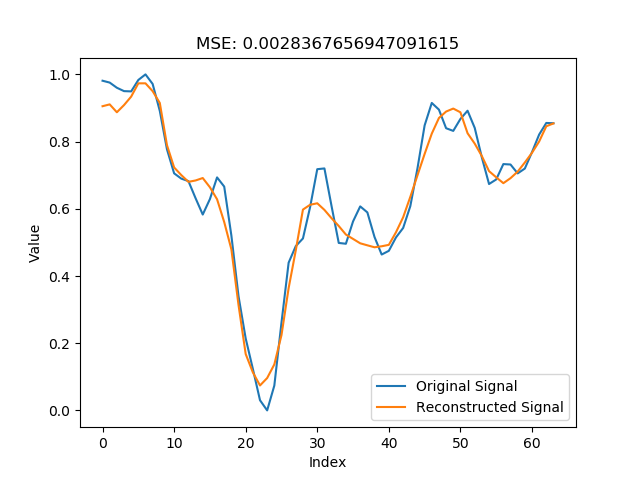 MSE: 0.0028367656947091615
1.0
0.8
0.6
0.4
0.2
0.0
Value
0 10 20 30 40 50 60
Index
Original Signal
Reconstructed Signal